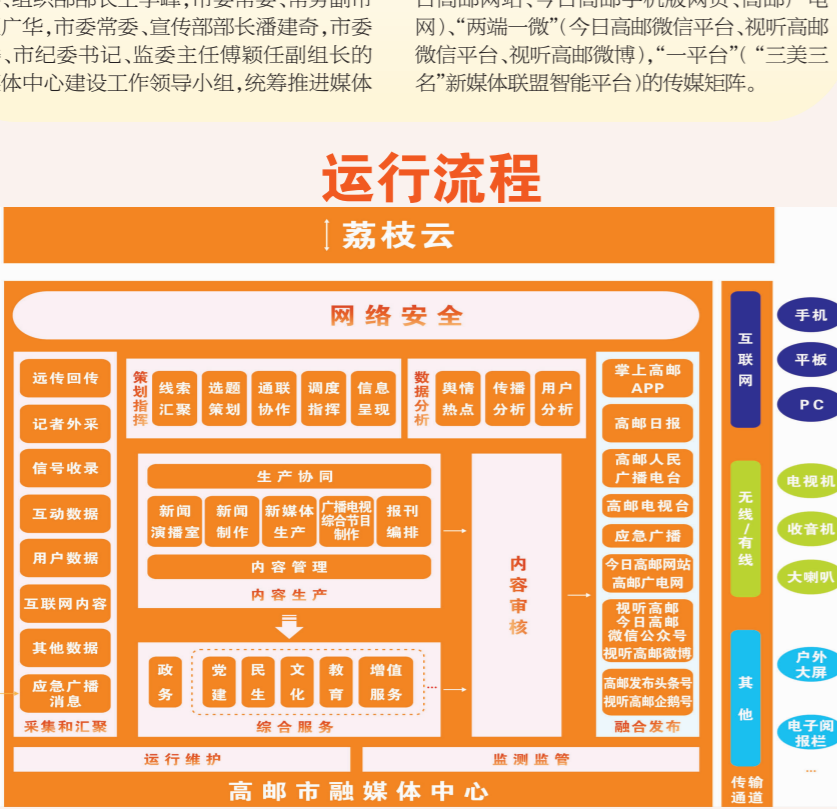 广华,市委常委、宣传部部长潘建奇,市委
、市纪委书记、监委主任傅颖任副组长的
体中心建设工作领导小组,统筹推进媒体
网)、“两端一微”(今日高邮微信平台、视听高邮
微信平台、视听高邮微博),“一平台”( “三美三
名”新媒体联盟智能平台)的传媒矩阵。
运行流程
荔枝云
网络安全
远传回传
记者外采
信号收录
互动数据
用户数据
互联网内容
其他数据
应急广播
消息
采集和汇聚
策划指挥
线索
汇聚
选题
策划
通联
协作
调度
指挥
信息
呈现
数据分析
舆情
热点
传播
分析
用户
分析
生产协同
新闻
演播室
新闻
制作
新媒体
生产
广播电视
综合节目
制作
报刊
编排
内容管理
内容生产
政务
党建
民生
文化
教育
增值
服务
...
综合服务
内容审核
掌上高邮
APP
高邮日报
高邮人民
广播电台
高邮电视台
应急广播
今日高邮网站
高邮广电网
视听高邮
今日高邮
微信公众号
视听高邮微博
高邮发布头条号
视听高邮企鹅号
融合发布
运行维护
监测监管
高邮市融媒体中心
互联网
无线/有线
其他
传输
通道
手机
平板
PC
电视机
收音机
大喇叭
户外
大屏
电子阅
报栏
...